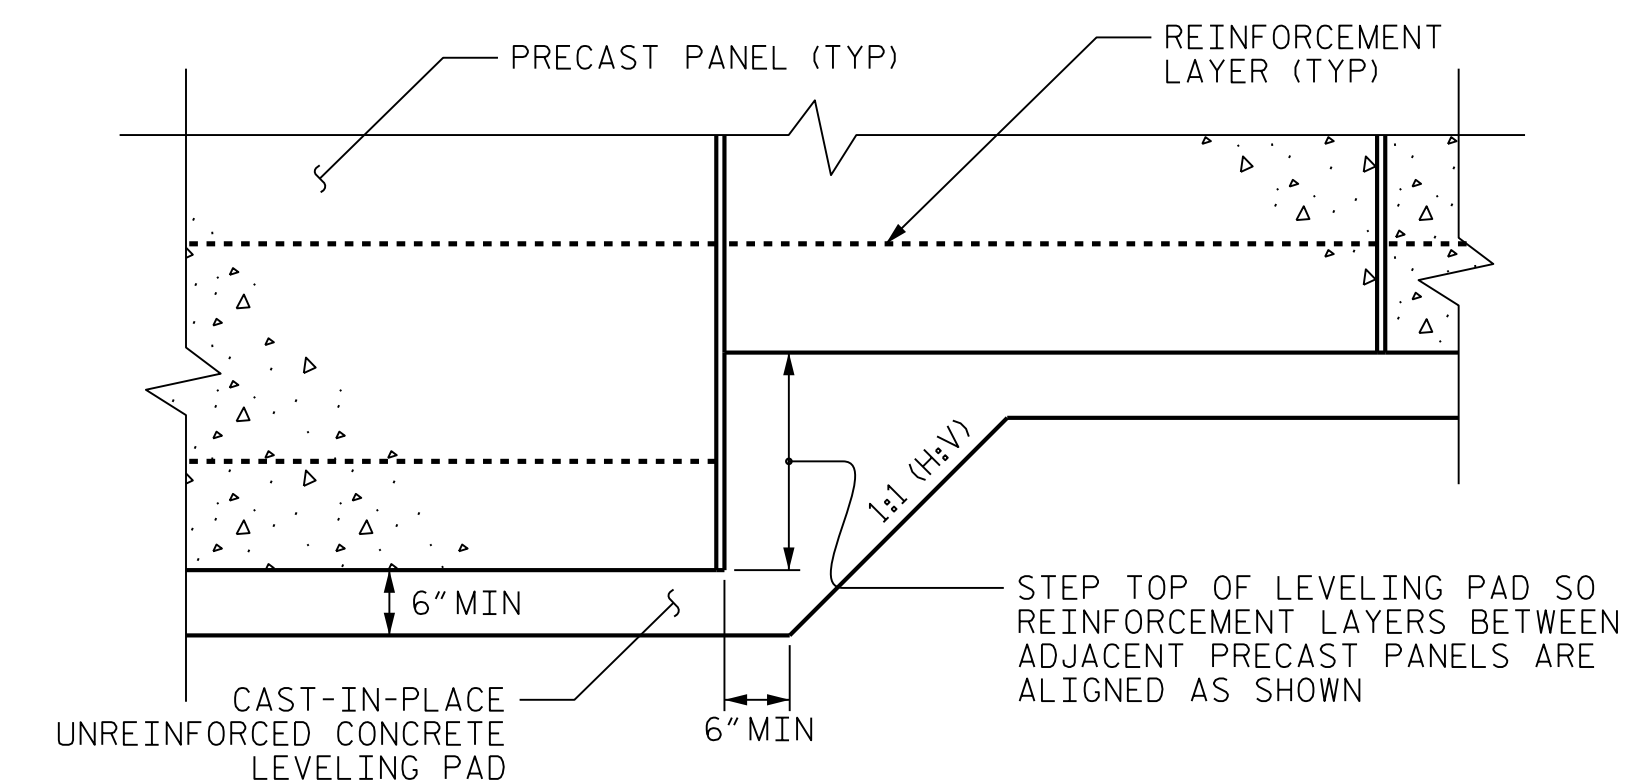 PRECAST PANEL (TYP)
REINFORCEMENT
LAYER (TYP)
1:1 (H:V)
6"MIN
STEP TOP OF LEVELING PAD SO
REINFORCEMENT LAYERS BETWEEN
ADJACENT PRECAST PANELS ARE
ALIGNED AS SHOWN
CAST-IN-PLACE
UNREINFORCED CONCRETE
LEVELING PAD
6"MIN